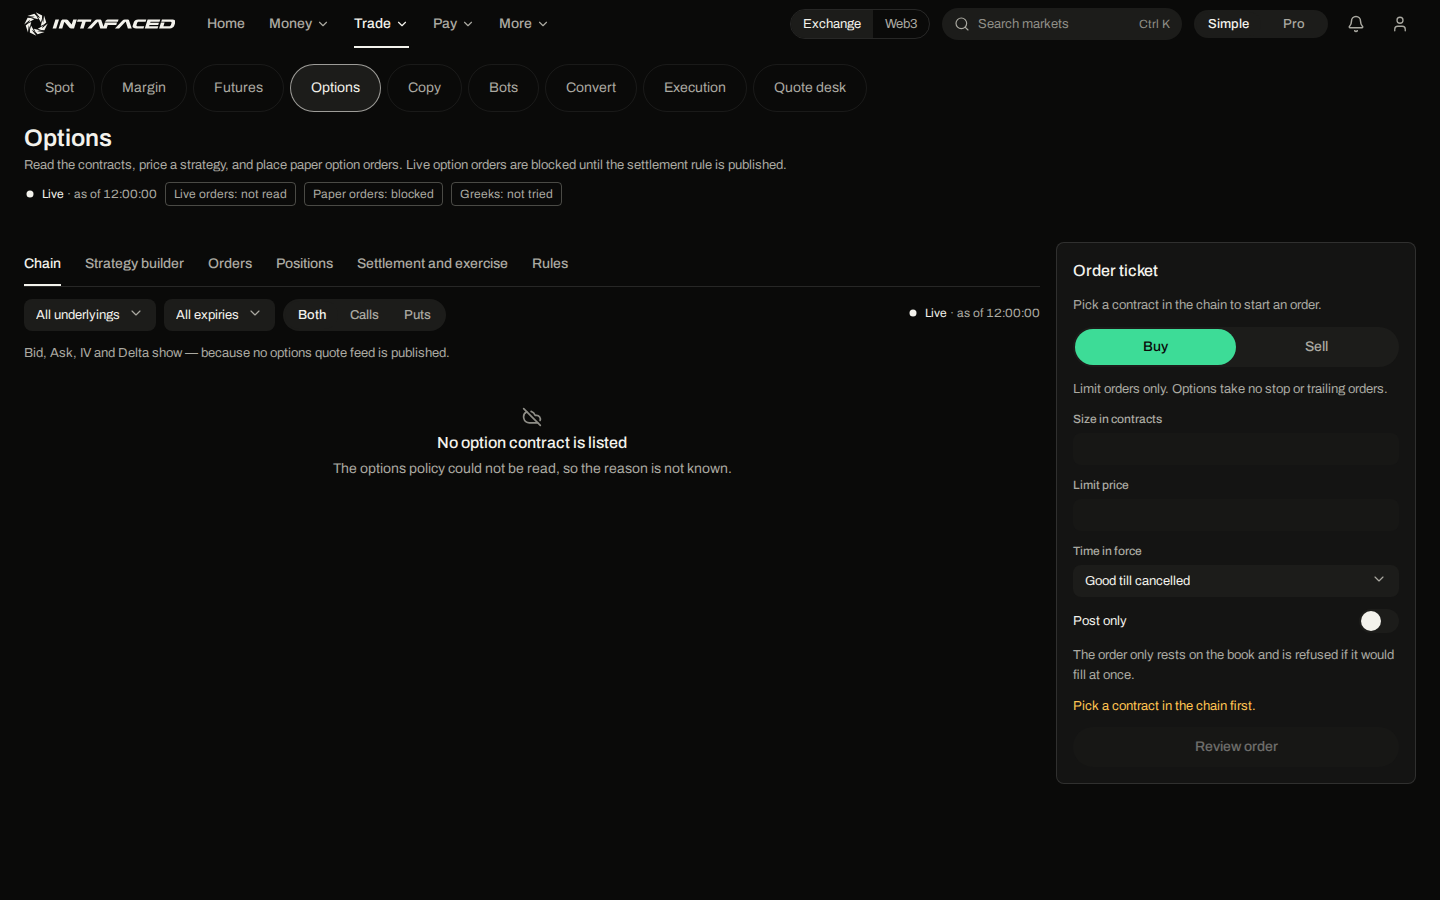 INTAFACED
Home
Money
Trade
Pay
More
Exchange
Web3
Search markets
Ctrl K
Simple
Pro
Spot
Margin
Futures
Options
Copy
Bots
Convert
Execution
Quote desk
Options
Read the contracts, price a strategy, and place paper option orders. Live option orders are blocked until the settlement rule is published.
Live · as of 12:00:00
Live orders: not read
Paper orders: blocked
Greeks: not tried
Chain
Strategy builder
Orders
Positions
Settlement and exercise
Rules
All underlyings
All expiries
Both
Calls
Puts
Live · as of 12:00:00
Bid, Ask, IV and Delta show — because no options quote feed is published.
No option contract is listed
The options policy could not be read, so the reason is not known.
Order ticket
Pick a contract in the chain to start an order.
Buy
Sell
Limit orders only. Options take no stop or trailing orders.
Size in contracts
Limit price
Time in force
Good till cancelled
Post only
The order only rests on the book and is refused if it would
fill at once.
Pick a contract in the chain first.
Review order